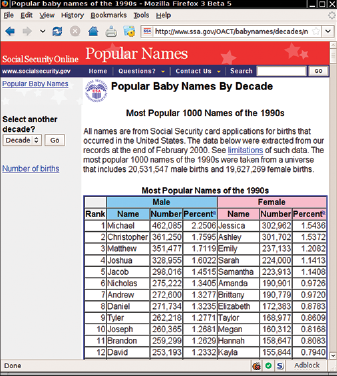 Popular baby names of the 1990s - Mozilla Firefox 3 Beta 5
File Edit View History Bookmarks Tools Help
http://www.ssa.gov/OACT/babynames/decades/n
Social Security Online
Popular Names
www.socialsecurity.gov Home Questions? Contact Us Search GO
Popular Baby Names
Popular Baby Names By Decade
Select another
decade?
Decade Go
Number of births
Most Popular 1000 Names of the 1990s
All names are from Social Security card applications for births that
occurred in the United States. The data below were extracted from our
records at the end of February 2000. See limitations of such data. The
most popular 1000 names of the 1990s were taken from a universe
that includes 20,531,547 male births and 19,627,269 female births.
Most Popular Names of the 1990s
Male Female
Rank Name Number Percent Name Number Percent
1 Michael 462,085 2.2506 Jessica 302,962 1.5436
2 Christopher 361,250 1.7595 Ashley 301,702 1.5372
3 Matthew 351,477 1.7119 Emily 237,133 1.2082
4 Joshua 328,955 1.6022 Sarah 224,000 1.1413
5 Jacob 298,016 1.4515 Samantha 223,913 1.1408
6 Nicholas 275,222 1.3405 Amanda 190,901 0.9726
7 Andrew 272,600 1.3277 Brittany 190,779 0.9720
8 Daniel 271,734 1.3235 Elizabeth 172,383 0.8783
9 Tyler 262,218 1.2771 Taylor 168,977 0.8609
10 Joseph 260,365 1.2681 Megan 160,312 0.8168
11 Brandon 259,299 1.2629 Hannah 158,647 0.8083
12 David 253,193 1.2332 Kayla 155,844 0.7940
Done
Adblock